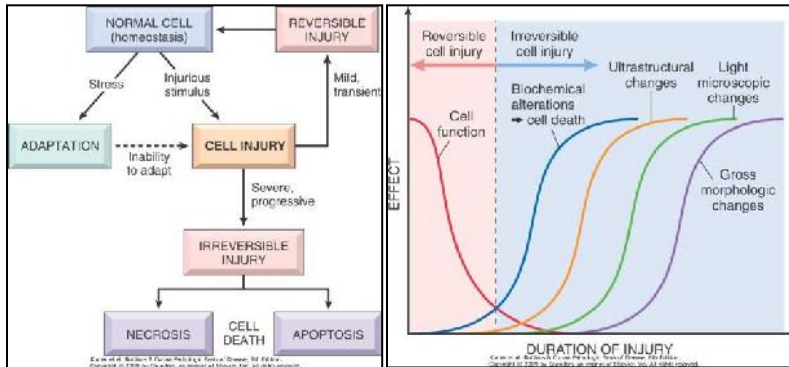 NORMAL CELL
(homeostasis)
REVERSIBLE
INJURY
Stress
Injurious
stimulus
Mild,
transient
ADAPTATION
Inability
to adapt
CELL INJURY
Severe,
progressive
IRREVERSIBLE
INJURY
NECROSIS
CELL
DEATH
APOPTOSIS
Reversible
cell injury
Irreversible
cell injury
Cell
function
Biochemical
alterations
➡ cell death
Ultrastructural
changes
Light
microscopic
changes
Gross
morphologic
changes
EFFECT
DURATION OF INJURY